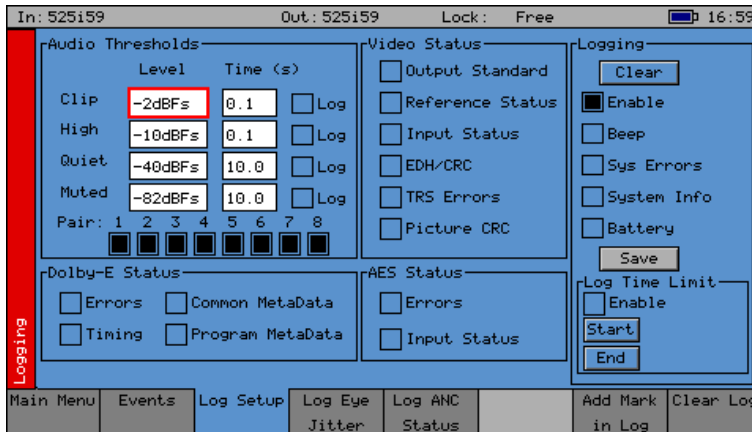 In: 525i59 Out: 525i59 Lock: Free 16:59
Audio Thresholds
Level Time (s)
Clip -2dBFs 0.1 Log
High -10dBFs 0.1 Log
Quiet -40dBFs 10.0 Log
Muted -82dBFs 10.0 Log
Pair: 1 2 3 4 5 6 7 8
Video Status
Output Standard
Reference Status
Input Status
EDH/CRC
TRS Errors
Picture CRC
Logging
Clear
Enable
Beep
Sys Errors
System Info
Battery
Save
Log Time Limit
Enable
Start
End
Dolby-E Status
Errors Common MetaData
Timing Program MetaData
AES Status
Errors
Input Status
Logging
Main Menu Events Log Setup Log Eye Jitter Log ANC Status Add Mark in Log Clear Log